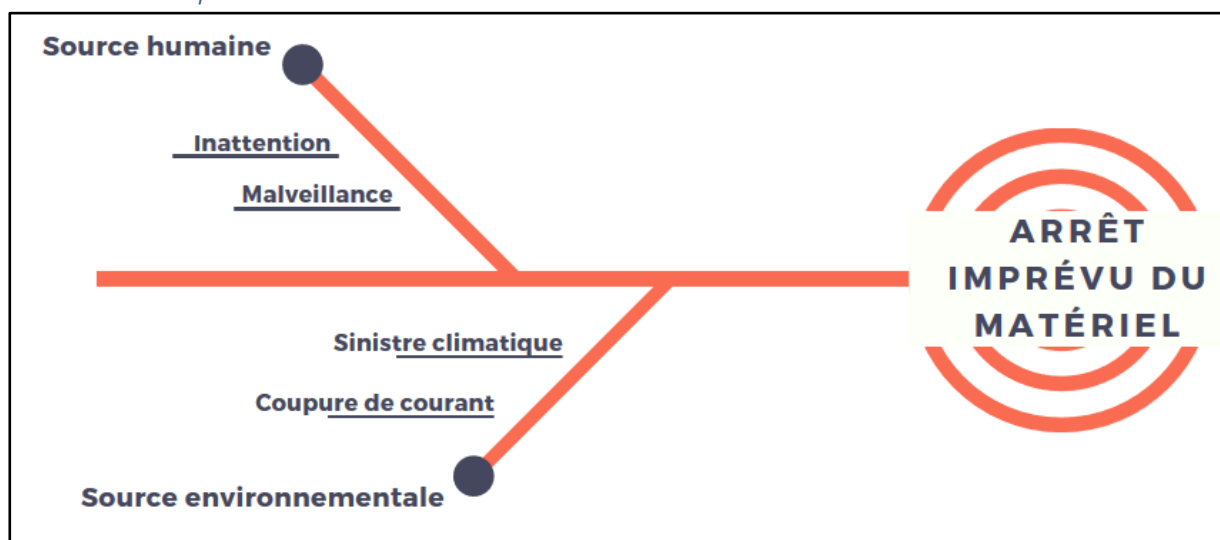 Source humaine
Inattention
Malveillance
ARRÊT
IMPRÉVU DU
MATÉRIEL
Sinistre climatique
Coupure de courant
Source environnementale